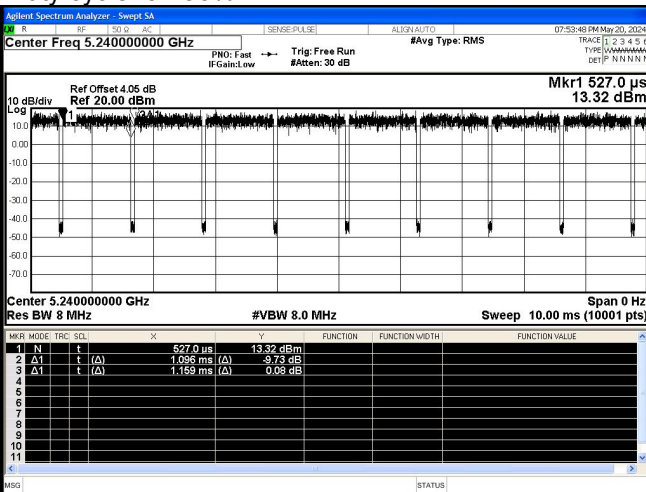 Agilent Spectrum Analyzer - Swept SA
R RF 50 Ω AC SENSE:PULSE ALIGN AUTO 07:53:48 PM May 20, 2024
Center Freq 5.240000000 GHz #Avg Type: RMS TRACE 1 2 3 4 5 6
PNO: Fast Trig: Free Run TYPE
IFGain:Low #Atten: 30 dB DET P N N N N N
Mkr1 527.0 µs
13.32 dBm
Ref Offset 4.05 dB
10 dB/div Ref 20.00 dBm
Log
1
10.0
0.00
-10.0
-20.0
-30.0
-40.0
-50.0
-60.0
-70.0
Center 5.240000000 GHz Span 0 Hz
Res BW 8 MHz #VBW 8.0 MHz Sweep 10.00 ms (10001 pts)
MKR MODE TRC SCL X Y FUNCTION FUNCTION WIDTH FUNCTION VALUE
1 N t 527.0 µs 13.32 dBm
2 Δ1 t (Δ) 1.096 ms (Δ) -9.73 dB
3 Δ1 t (Δ) 1.159 ms (Δ) 0.08 dB
4
5
6
7
8
9
10
11
MSG STATUS